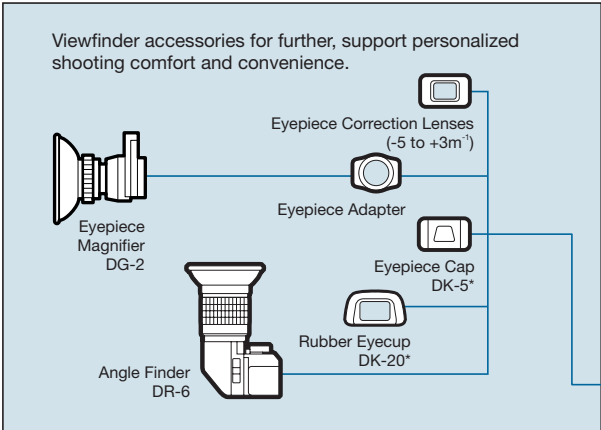 Viewfinder accessories for further, support personalized
shooting comfort and convenience.
Eyepiece Correction Lenses
(-5 to +3m⁻¹)
Eyepiece Adapter
Eyepiece
Magnifier
DG-2
Eyepiece Cap
DK-5*
Rubber Eyecup
DK-20*
Angle Finder
DR-6